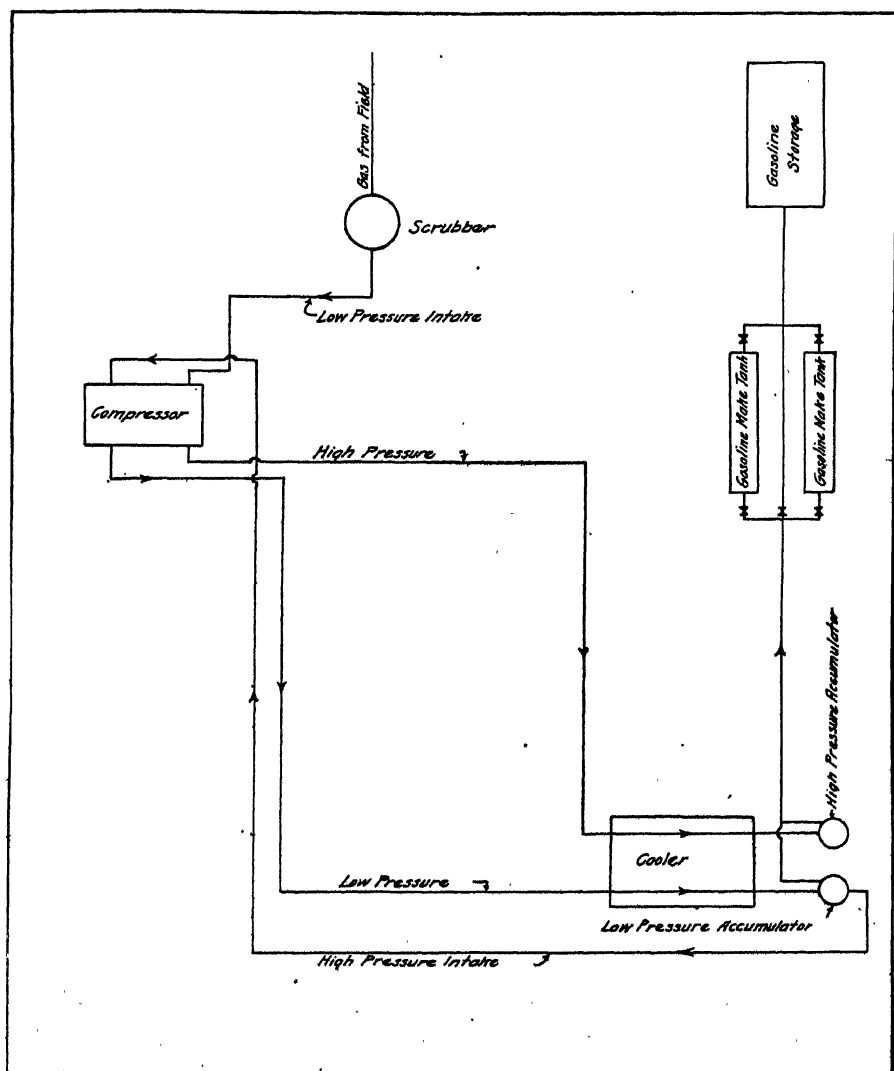 Gas from Field
Gasoline
Storage
Scrubber
Low Pressure Intake
Compressor
Gasoline Make Tank
Gasoline Make Tank
High Pressure
High Pressure Accumulator
Cooler
Low Pressure
Low Pressure Accumulator
High Pressure Intake